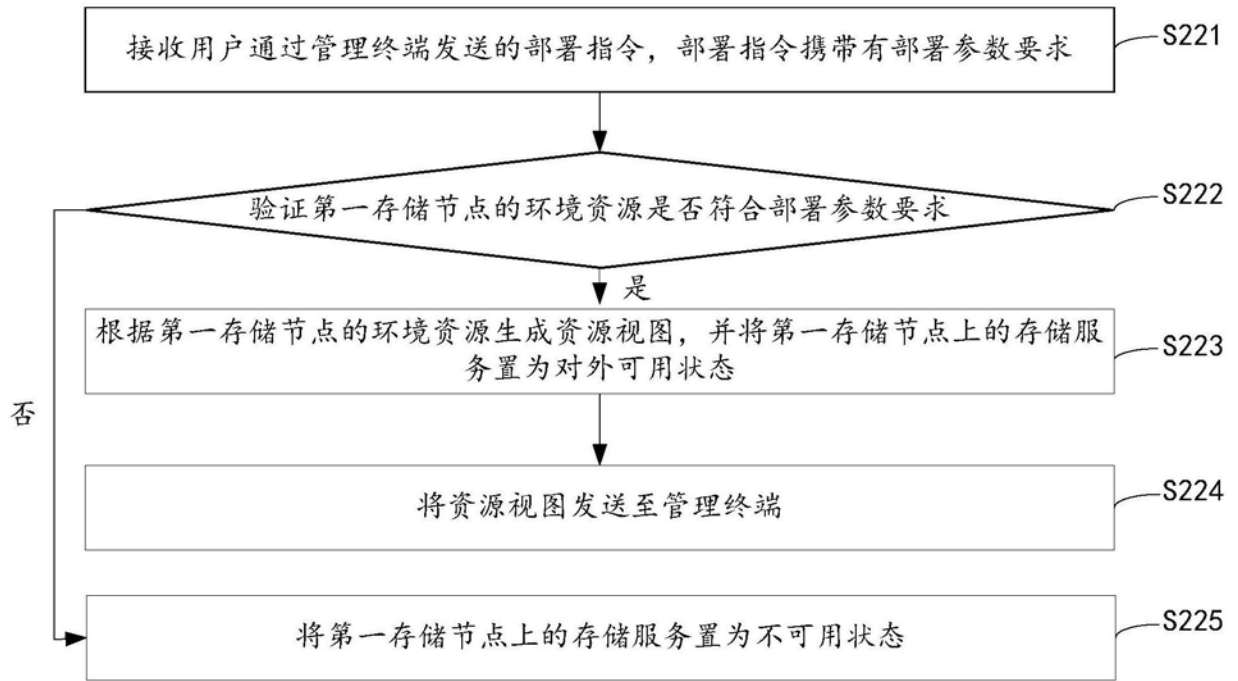 接收用户通过管理终端发送的部署指令，部署指令携带有部署参数要求
S221
验证第一存储节点的环境资源是否符合部署参数要求
S222
是
根据第一存储节点的环境资源生成资源视图，并将第一存储节点上的存储服
务置为对外可用状态
S223
否
将资源视图发送至管理终端
S224
将第一存储节点上的存储服务置为不可用状态
S225